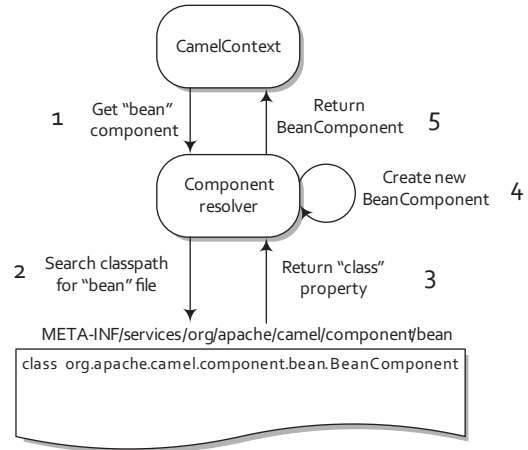 CamelContext
1
Get “bean”
component
Return
BeanComponent
5
Component
resolver
Create new
BeanComponent
4
2
Search classpath
for “bean” file
Return “class”
property
3
META-INF/services/org/apache/camel/component/bean
class org.apache.camel.component.bean.BeanComponent